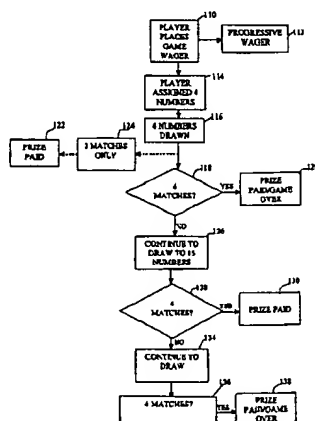 110
PLAYER
PLACES
GAME
WAGER
PROGRESSIVE
WAGER
114
PLAYER
ASSIGNED 4
NUMBERS
116
4 NUMBERS
DRAWN
122
PRIZE
PAID
124
3 MATCHES
ONLY
118
4
MATCHES?
YES
PRIZE
PAID/GAME
OVER
NO
CONTINUE TO
DRAW TO 15
NUMBERS
4
MATCHES?
YES
130
PRIZE PAID
NO
134
CONTINUE TO
DRAW
136
4 MATCHES?
YES
138
PRIZE
PAID/GAME
OVER